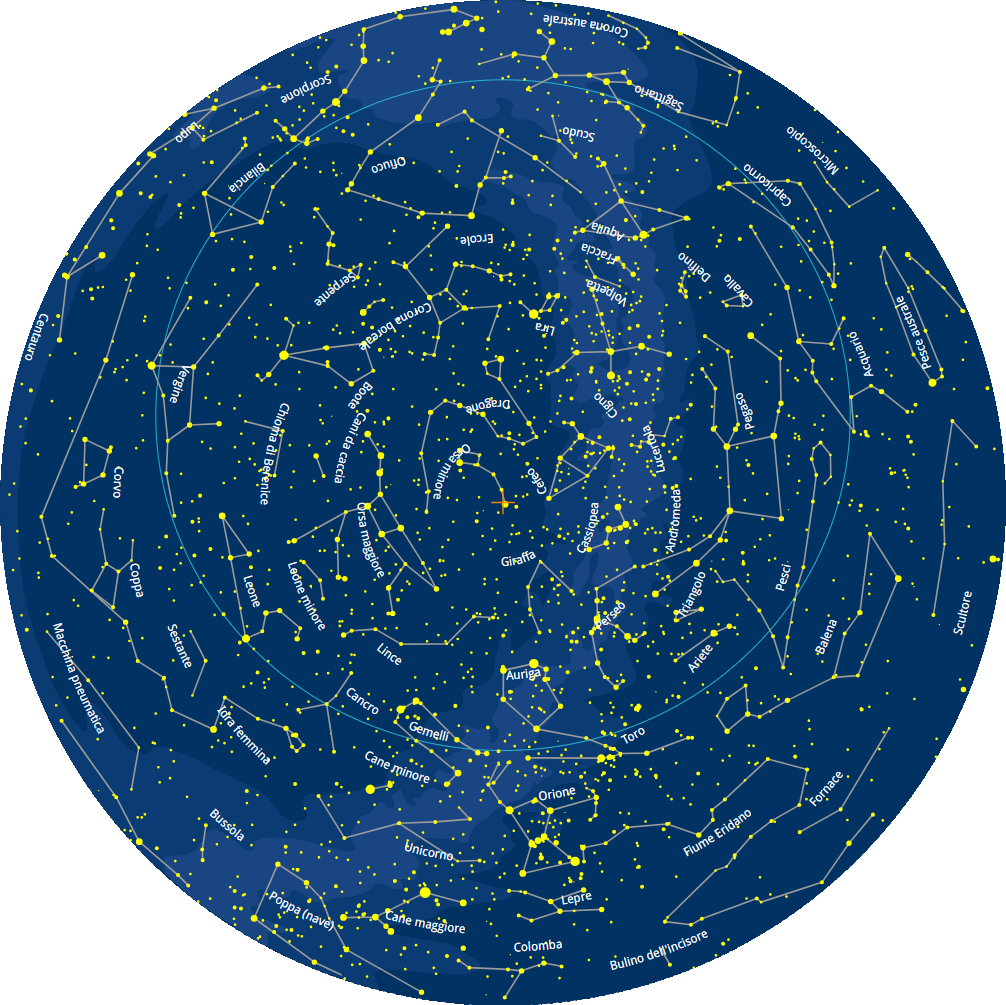 Corona australe
Scorpione
Sagittario
Lupo
Scudo
Microscopio
Ofiuco
Bilancia
Capricorno
Aquila
Ercole
Fraccia
Delfino
Serpente
Volpetta
Cavallo
Corona boreale
Lira
Centauro
Pesce australe
Acquario
Vergine
Boote
Dragone
Cigno
Pegaso
Chioma di Berenice
Cani da caccia
Orsa minore
Lucertola
Corvo
Cefeo
Cassiopea
Andromeda
Orsa maggiore
Giraffa
Coppa
Leone
Leone minore
Triangolo
Pesci
Scultore
Perseo
Balena
Sestante
Lince
Ariete
Macchina pneumatica
Auriga
Cancro
Idra femmina
Gemelli
Toro
Cane minore
Orione
Fornace
Bussola
Unicorno
Fiume Eridano
Poppa (nave)
Cane maggiore
Lepre
Colomba
Bulino dell'incisore